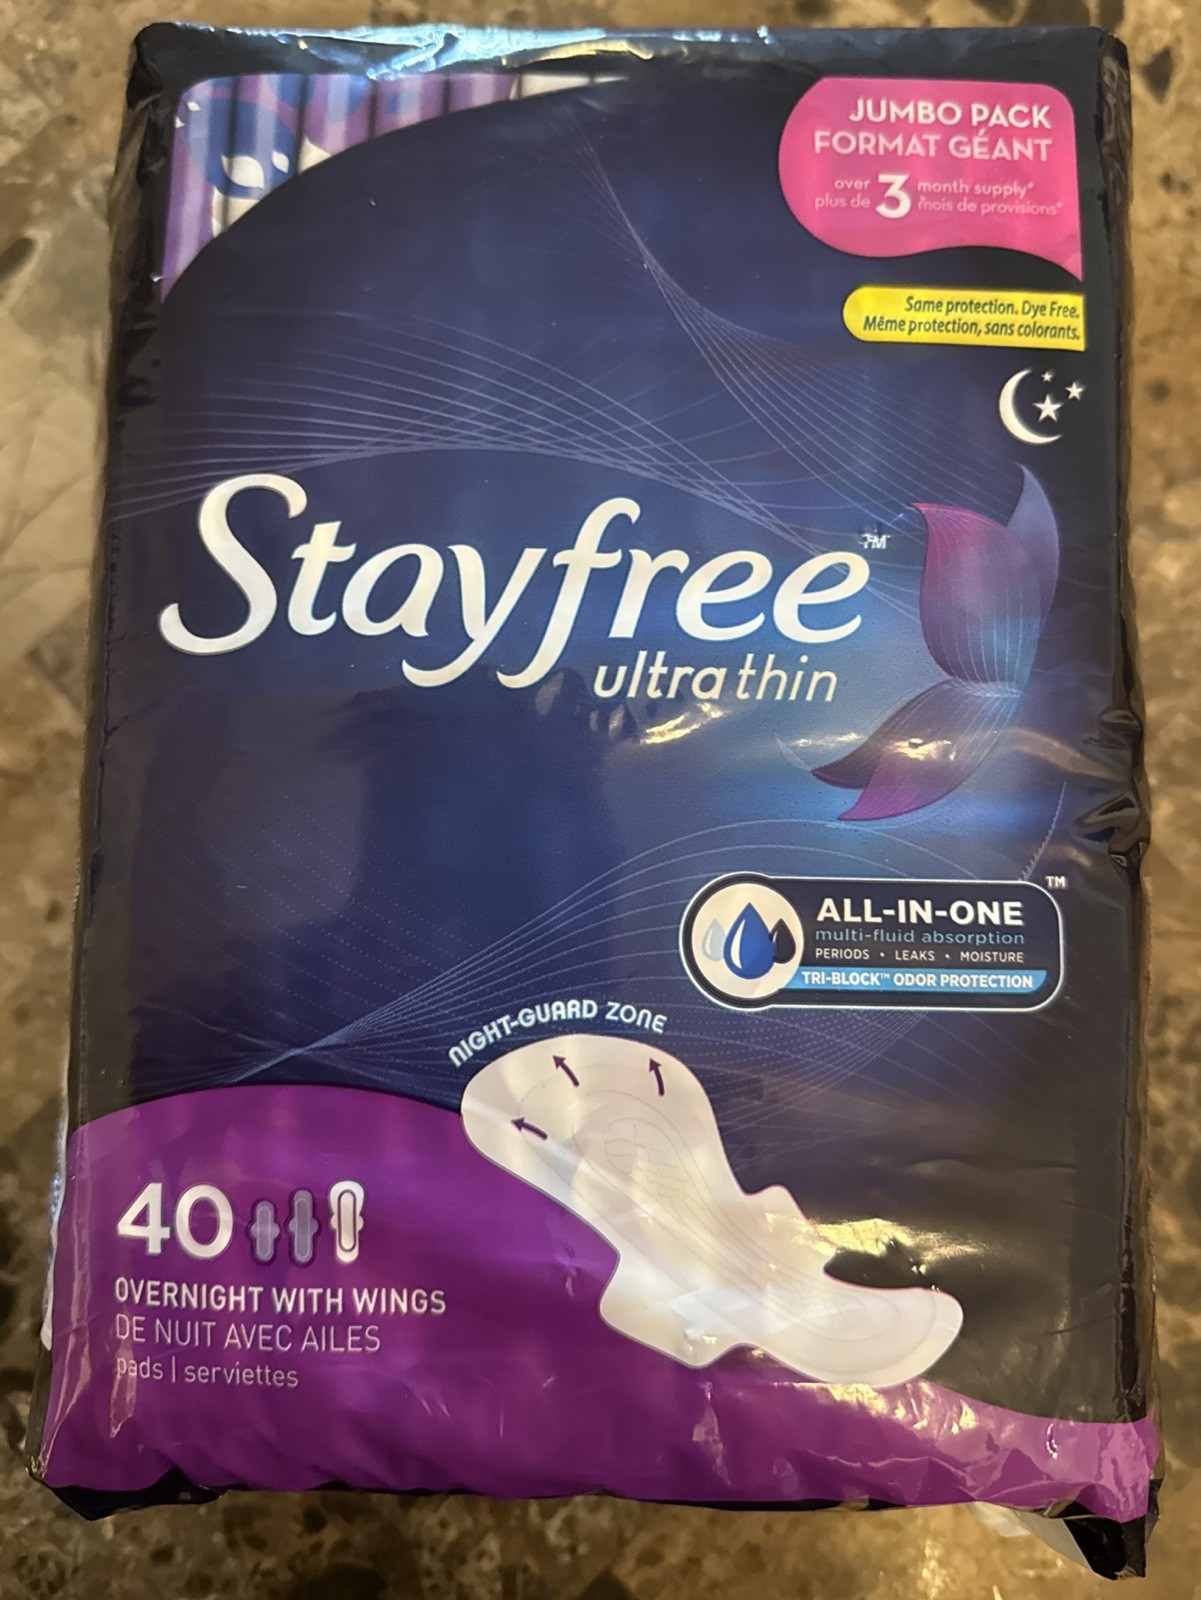 JUMBO PACK
FORMAT GÉANT
over 3 month supply*
plus de mois de provisions*
Same protection. Dye Free.
Même protection, sans colorants.
Stayfree™
ultra thin
ALL-IN-ONE™
multi-fluid absorption
PERIODS • LEAKS • MOISTURE
TRI-BLOCK™ ODOR PROTECTION
NIGHT-GUARD ZONE
40
OVERNIGHT WITH WINGS
DE NUIT AVEC AILES
pads | serviettes